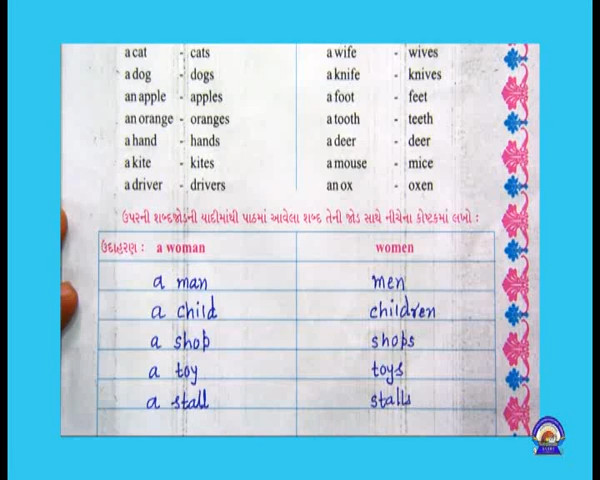 a cat - cats a wife - wives
a dog - dogs a knife - knives
an apple - apples a foot - feet
an orange - oranges a tooth - teeth
a hand - hands a deer - deer
a kite - kites a mouse - mice
a driver - drivers an ox - oxen
ઉપરની શબ્દજોડની યાદીમાંથી પાઠમાં આવેલા શબ્દ તેની જોડ સાથે નીચેના કોષ્ટકમાં લખો :
ઉદાહરણ : a woman women
a man men
a child children
a shop shops
a toy toys
a stall stalls